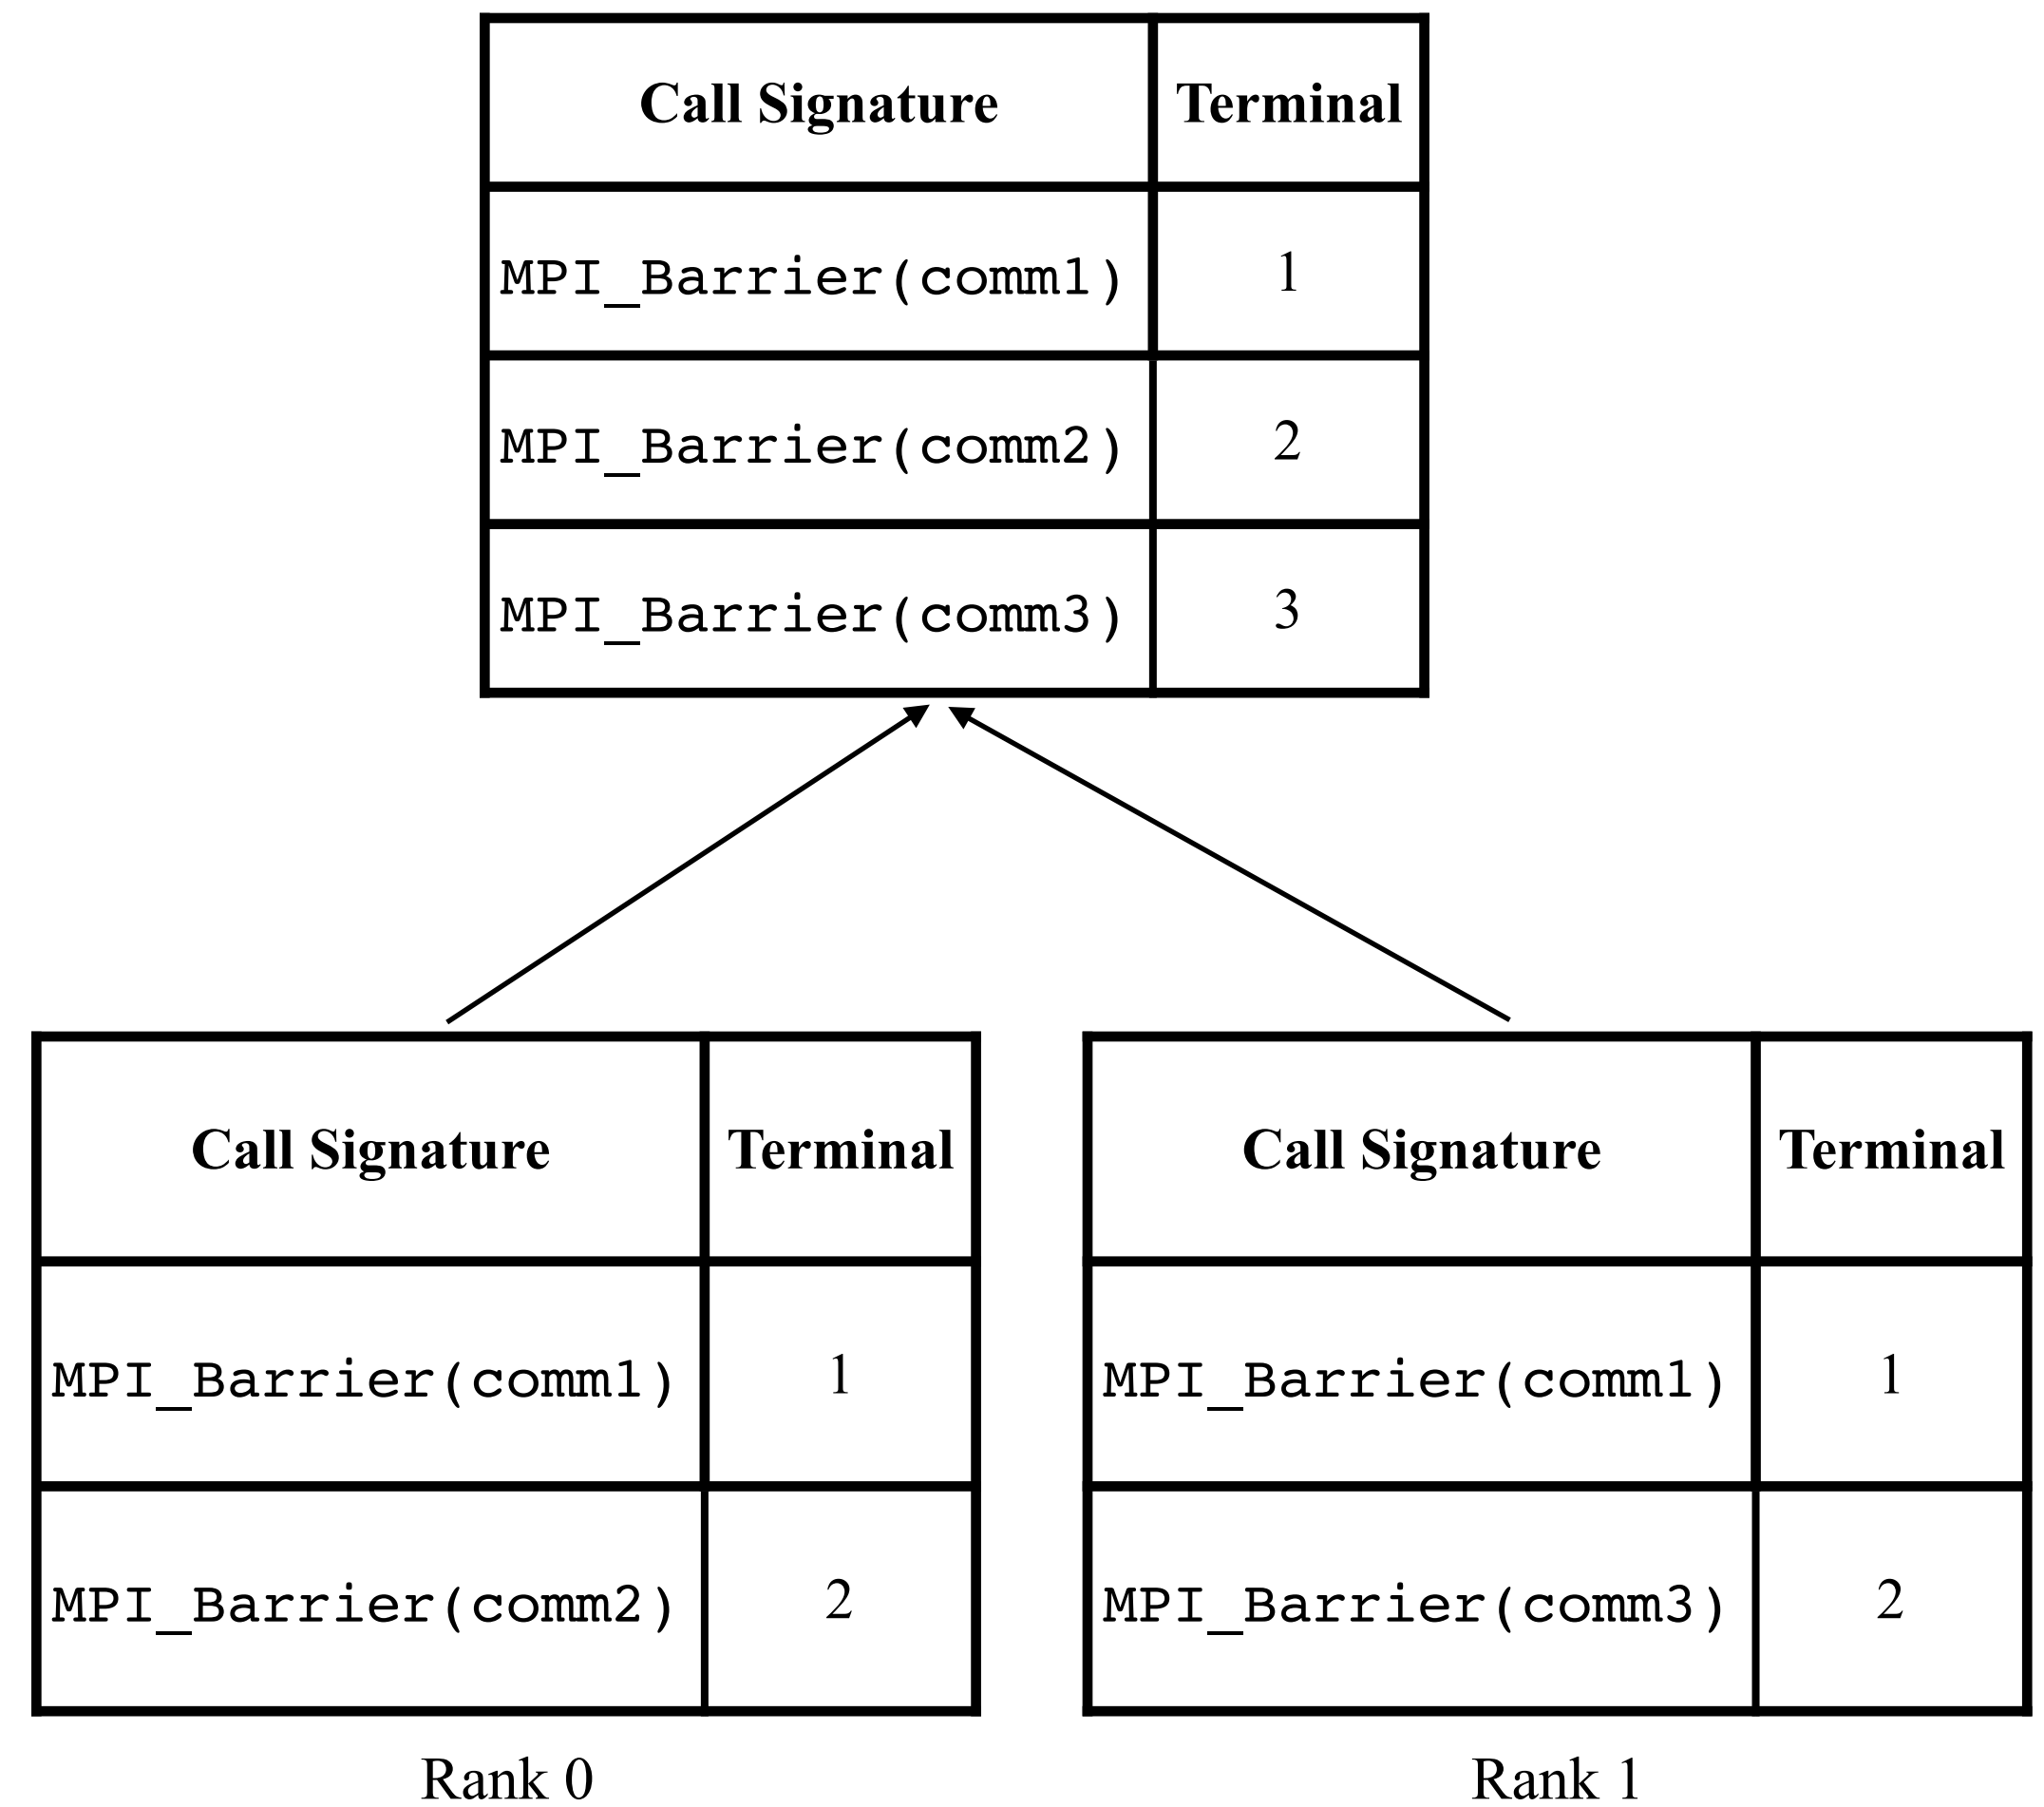 Call Signature Terminal
MPI_Barrier(comm1) 1
MPI_Barrier(comm2) 2
MPI_Barrier(comm3) 3
Call Signature Terminal
MPI_Barrier(comm1) 1
MPI_Barrier(comm2) 2
Rank 0
Call Signature Terminal
MPI_Barrier(comm1) 1
MPI_Barrier(comm3) 2
Rank 1